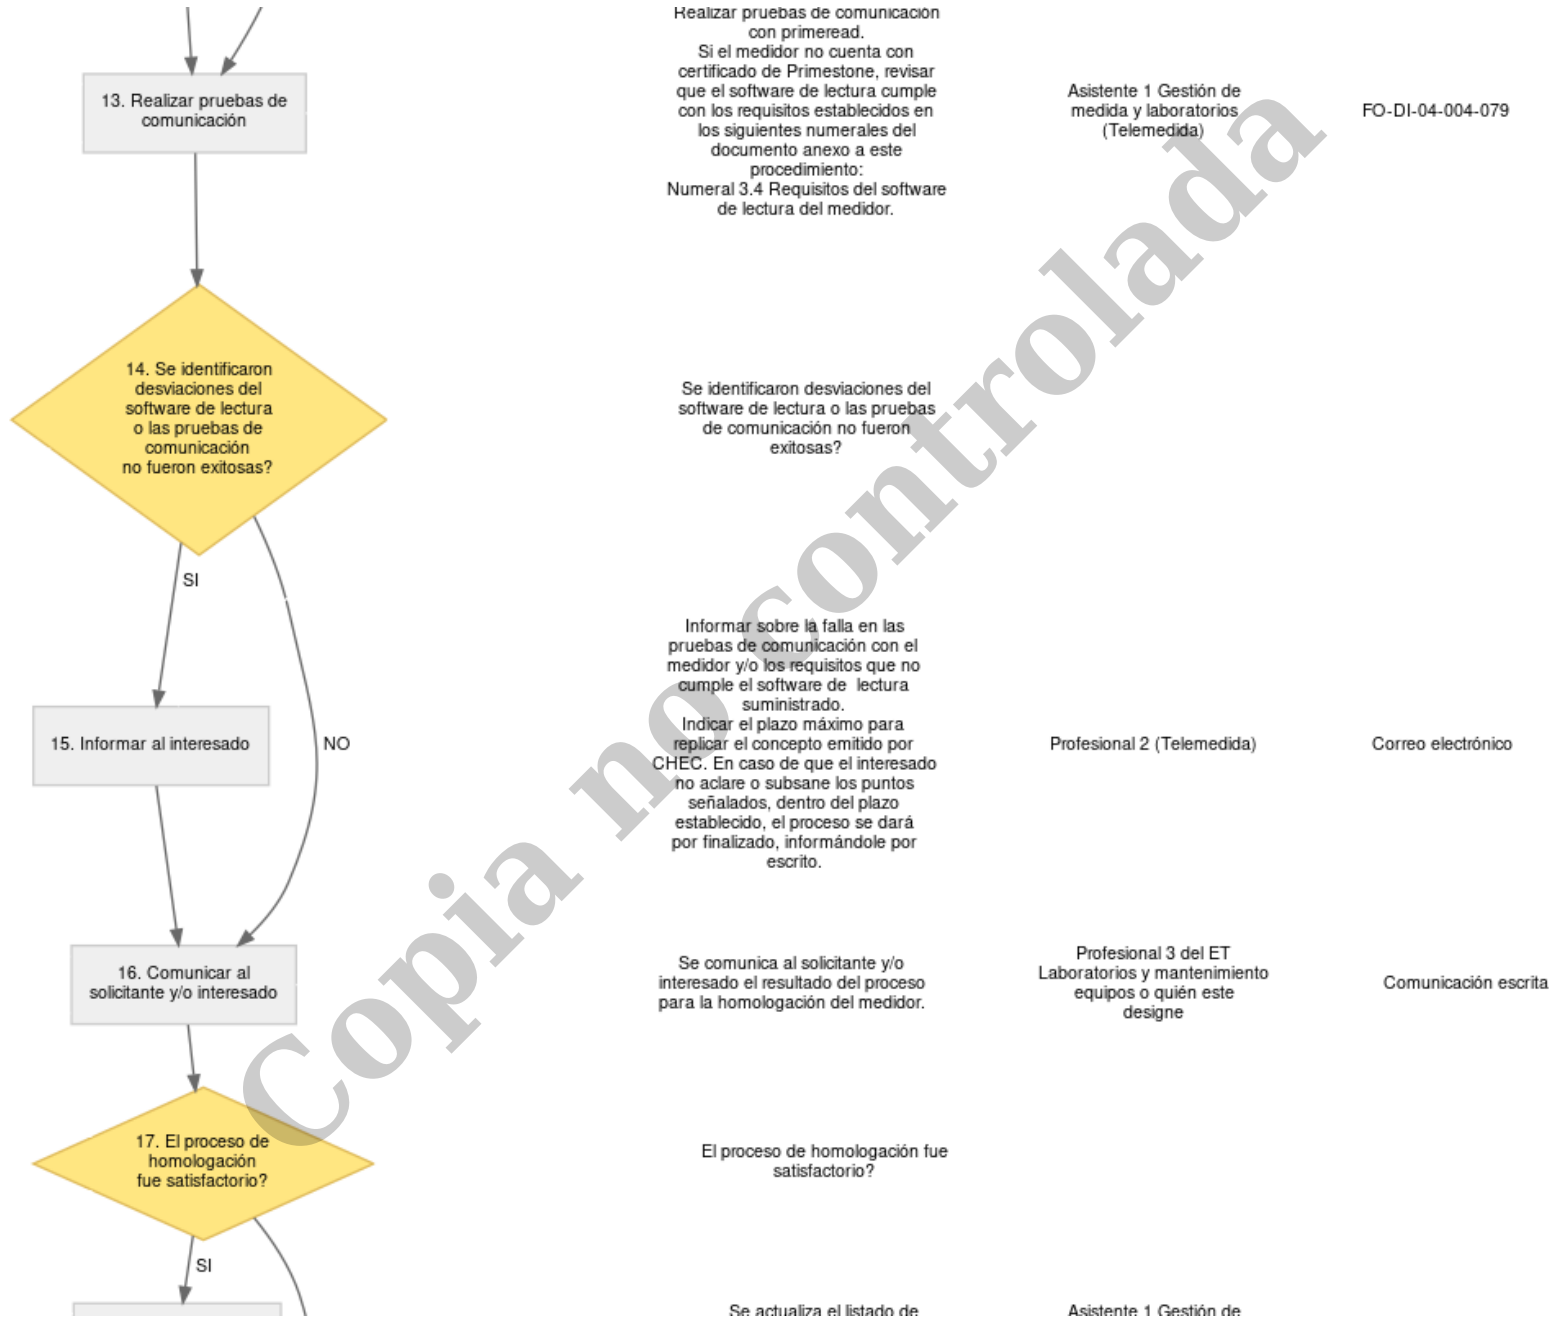 13. Realizar pruebas de
comunicación
Realizar pruebas de comunicación
con primeread.
Si el medidor no cuenta con
certificado de Primestone, revisar
que el software de lectura cumple
con los requisitos establecidos en
los siguientes numerales del
documento anexo a este
procedimiento:
Numeral 3.4 Requisitos del software
de lectura del medidor.
Asistente 1 Gestión de
medida y laboratorios
(Telemedida)
FO-DI-04-004-079
14. Se identificaron
desviaciones del
software de lectura
o las pruebas de
comunicación
no fueron exitosas?
Se identificaron desviaciones del
software de lectura o las pruebas
de comunicación no fueron
exitosas?
SI
NO
15. Informar al interesado
Informar sobre la falla en las
pruebas de comunicación con el
medidor y/o los requisitos que no
cumple el software de  lectura
suministrado.
Indicar el plazo máximo para
replicar el concepto emitido por
CHEC. En caso de que el interesado
no aclare o subsane los puntos
señalados, dentro del plazo
establecido, el proceso se dará
por finalizado, informándole por
escrito.
Profesional 2 (Telemedida)
Correo electrónico
16. Comunicar al
solicitante y/o interesado
Se comunica al solicitante y/o
interesado el resultado del proceso
para la homologación del medidor.
Profesional 3 del ET
Laboratorios y mantenimiento
equipos o quién este
designe
Comunicación escrita
17. El proceso de
homologación
fue satisfactorio?
El proceso de homologación fue
satisfactorio?
SI
Se actualiza el listado de
Asistente 1 Gestión de
Copia no controlada